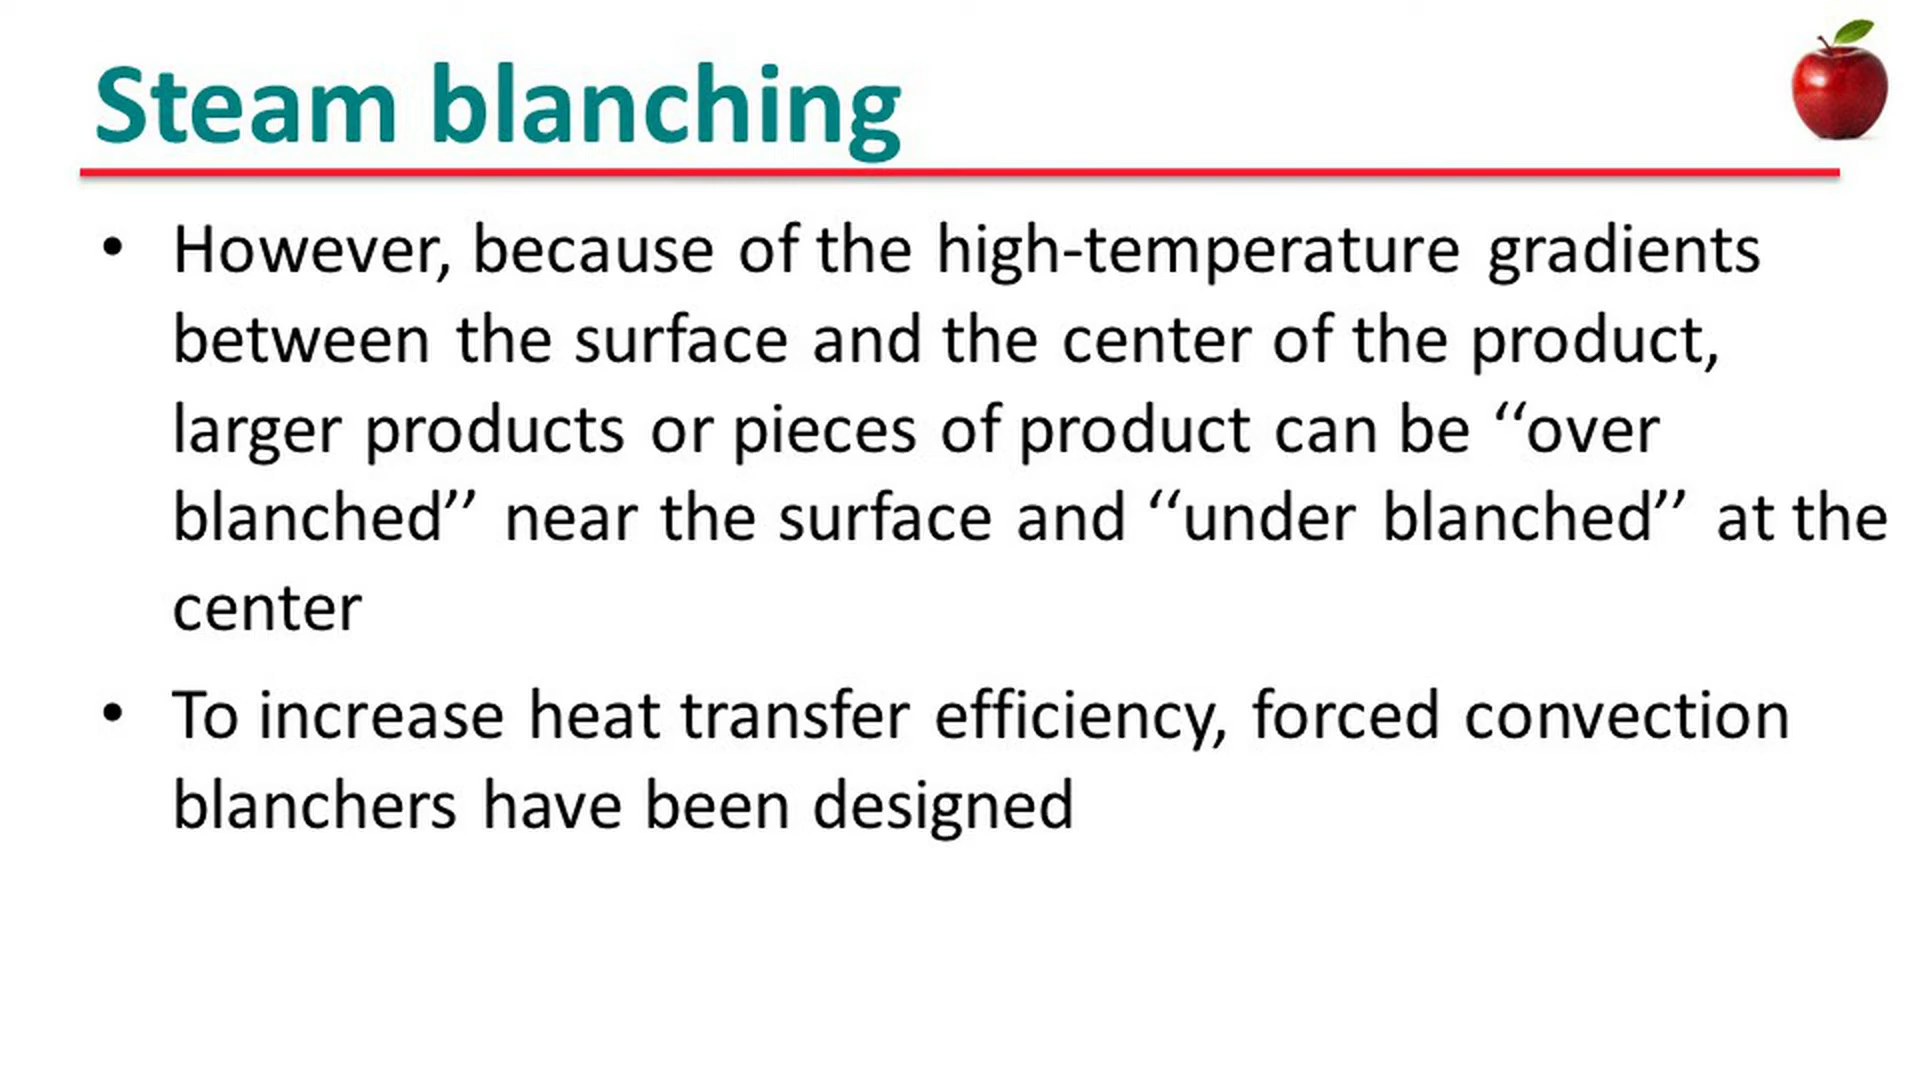 Steam blanching
• However, because of the high-temperature gradients
between the surface and the center of the product,
larger products or pieces of product can be ‘‘over
blanched’’ near the surface and ‘‘under blanched’’ at the
center
• To increase heat transfer efficiency, forced convection
blanchers have been designed